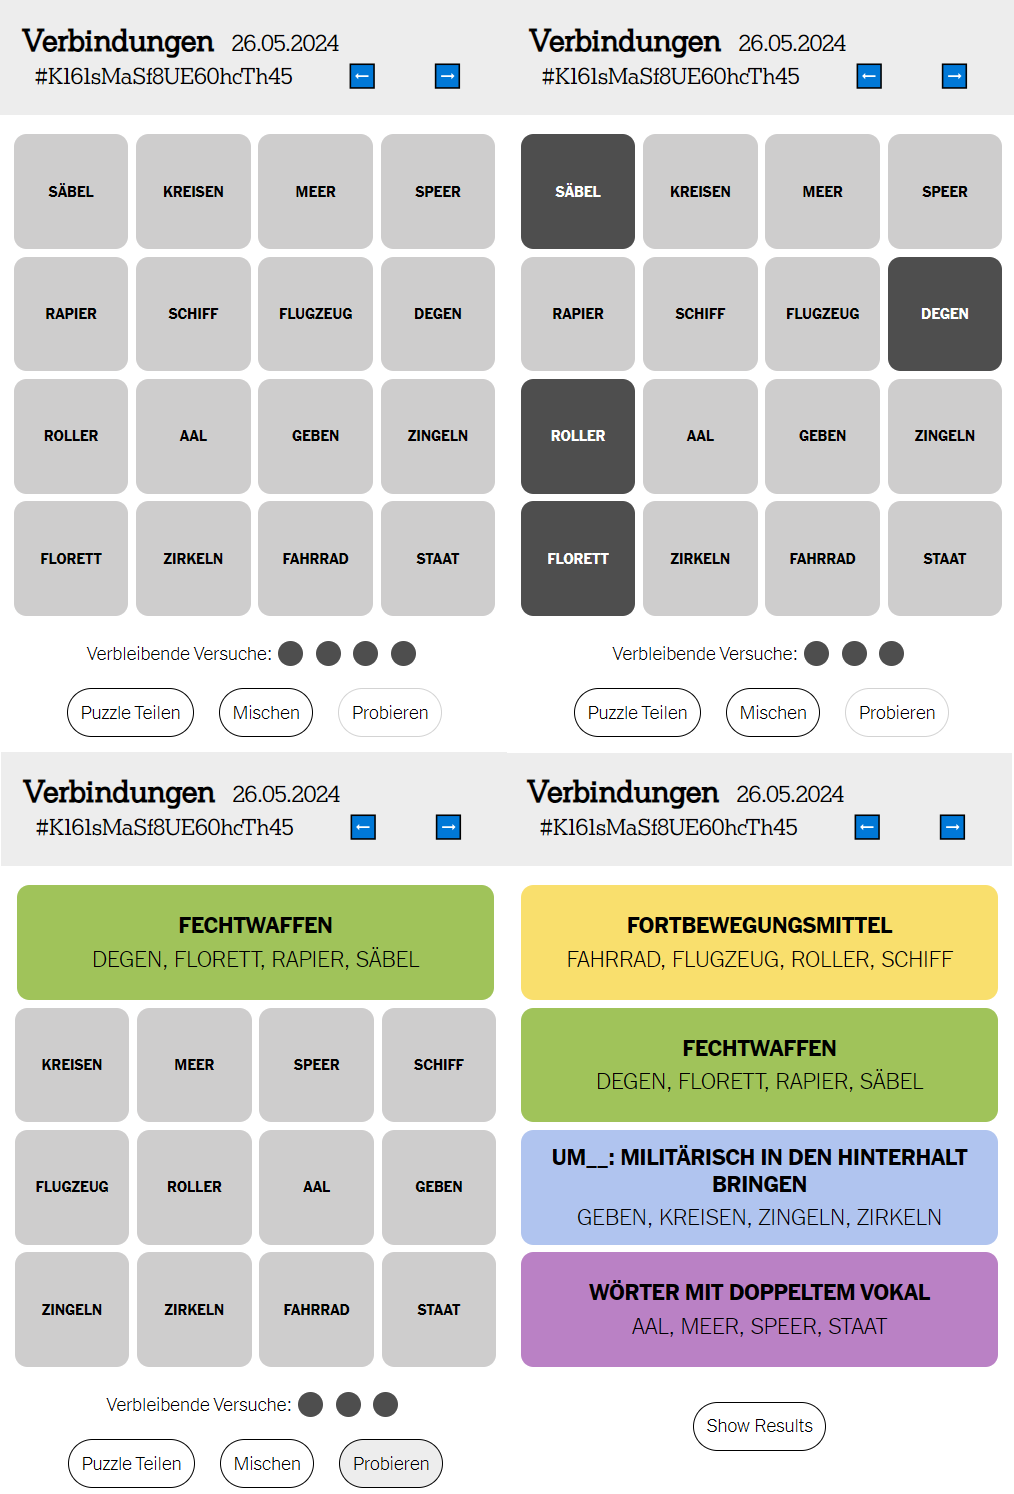 Verbindungen 26.05.2024
#K161sMaSf8UE60hcTh45 ← →
SÄBEL KREISEN MEER SPEER
RAPIER SCHIFF FLUGZEUG DEGEN
ROLLER AAL GEBEN ZINGELN
FLORETT ZIRKELN FAHRRAD STAAT
Verbleibende Versuche:
Puzzle Teilen Mischen Probieren
Verbindungen 26.05.2024
#K161sMaSf8UE60hcTh45 ← →
SÄBEL KREISEN MEER SPEER
RAPIER SCHIFF FLUGZEUG DEGEN
ROLLER AAL GEBEN ZINGELN
FLORETT ZIRKELN FAHRRAD STAAT
Verbleibende Versuche:
Puzzle Teilen Mischen Probieren
Verbindungen 26.05.2024
#K161sMaSf8UE60hcTh45 ← →
FECHTWAFFEN
DEGEN, FLORETT, RAPIER, SÄBEL
KREISEN MEER SPEER SCHIFF
FLUGZEUG ROLLER AAL GEBEN
ZINGELN ZIRKELN FAHRRAD STAAT
Verbleibende Versuche:
Puzzle Teilen Mischen Probieren
Verbindungen 26.05.2024
#K161sMaSf8UE60hcTh45 ← →
FORTBEWEGUNGSMITTEL
FAHRRAD, FLUGZEUG, ROLLER, SCHIFF
FECHTWAFFEN
DEGEN, FLORETT, RAPIER, SÄBEL
UM__: MILITÄRISCH IN DEN HINTERHALT
BRINGEN
GEBEN, KREISEN, ZINGELN, ZIRKELN
WÖRTER MIT DOPPELTEM VOKAL
AAL, MEER, SPEER, STAAT
Show Results